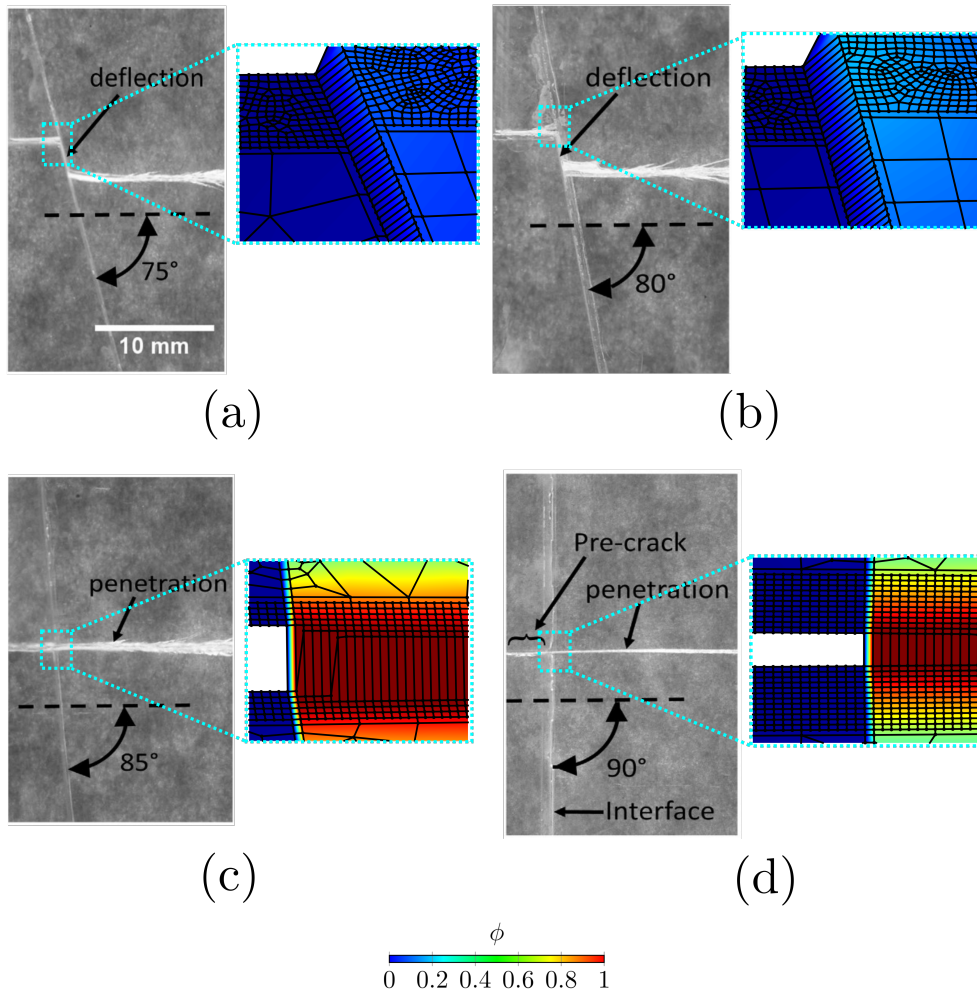 deflection
75°
10 mm
(a)
deflection
80°
(b)
penetration
85°
(c)
Pre-crack
penetration
90°
Interface
(d)
ϕ
0 0.2 0.4 0.6 0.8 1